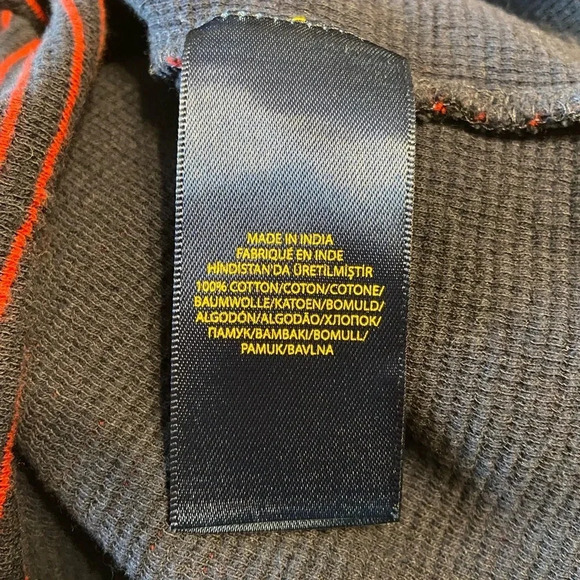 MADE IN INDIA
FABRIQUÉ EN INDE
HİNDİSTAN'DA ÜRETİLMİŞTİR
100% COTTON/COTON/COTONE/
BAUMWOLLE/KATOEN/BOMULD/
ALGODÓN/ALGODÃO/ХЛОПОК/
ПАМУК/BAMBAKI/BOMULL/
PAMUK/BAVLNA